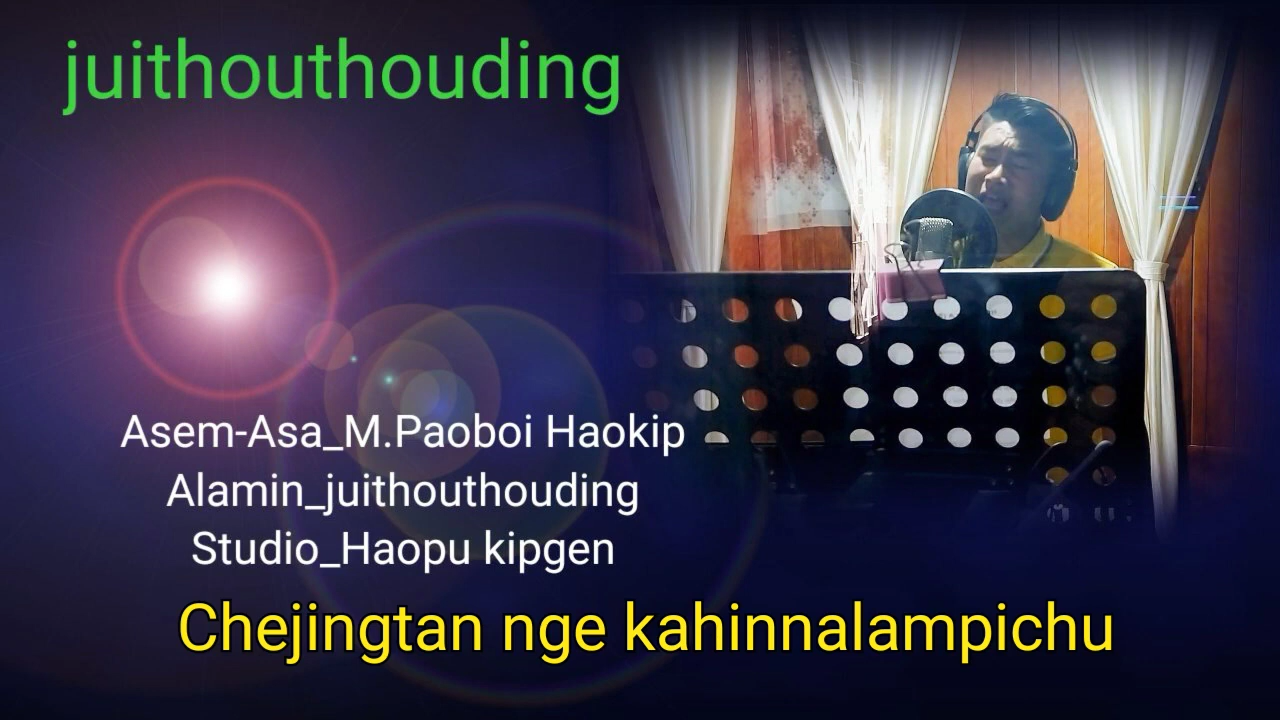 juithouthouding
Asem-Asa_M.Paoboi Haokip
Alamin_juithouthouding
Studio_Haopu kipgen
Chejingtan nge kahinnalampichu